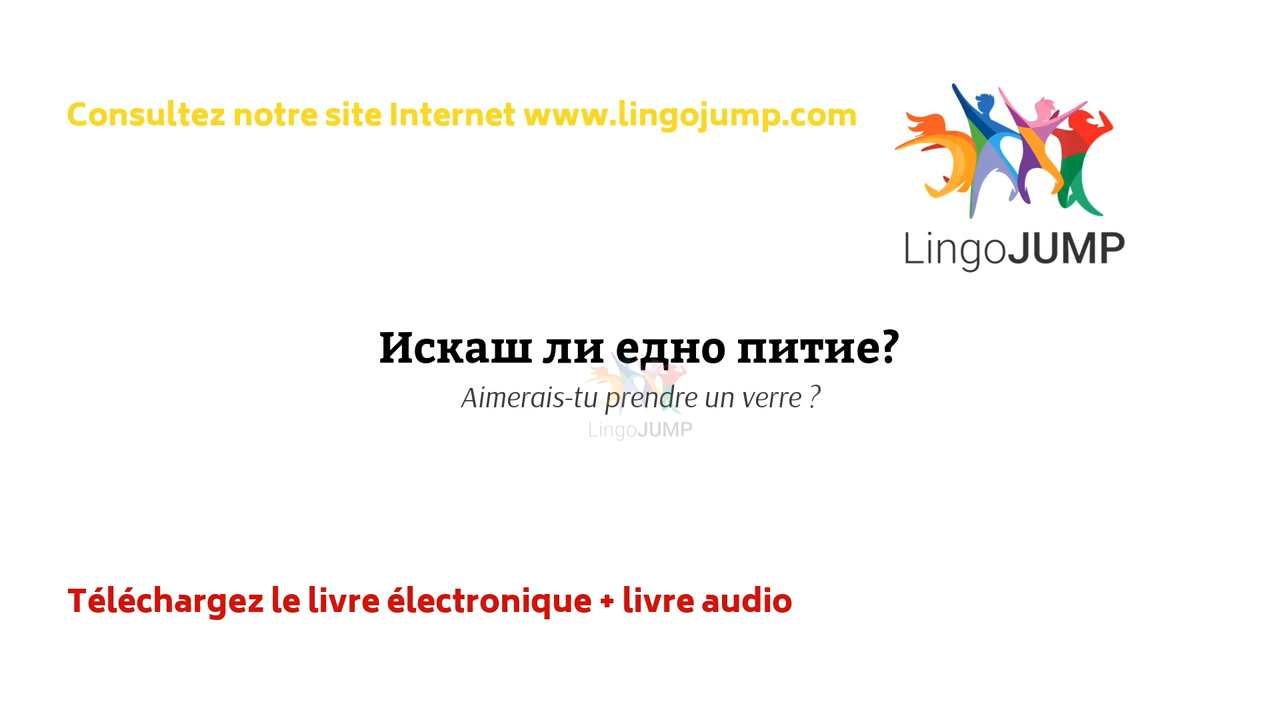 Consultez notre site Internet www.lingojump.com
LingoJUMP
Искаш ли едно питие?
Aimerais-tu prendre un verre ?
LingoJUMP
Téléchargez le livre électronique + livre audio